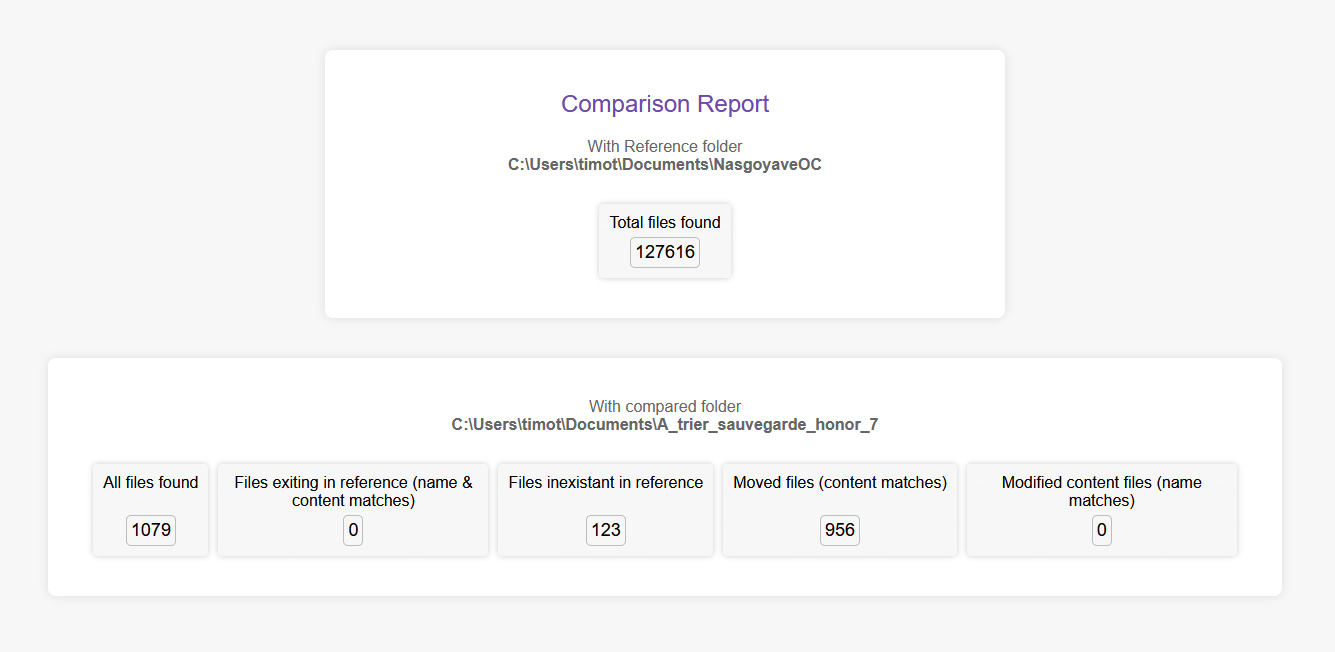 Comparison Report
With Reference folder
C:\Users\timot\Documents\NasgoyaveOC
Total files found
127616
With compared folder
C:\Users\timot\Documents\A_trier_sauvegarde_honor_7
All files found
1079
Files exiting in reference (name &
content matches)
0
Files inexistant in reference
123
Moved files (content matches)
956
Modified content files (name
matches)
0